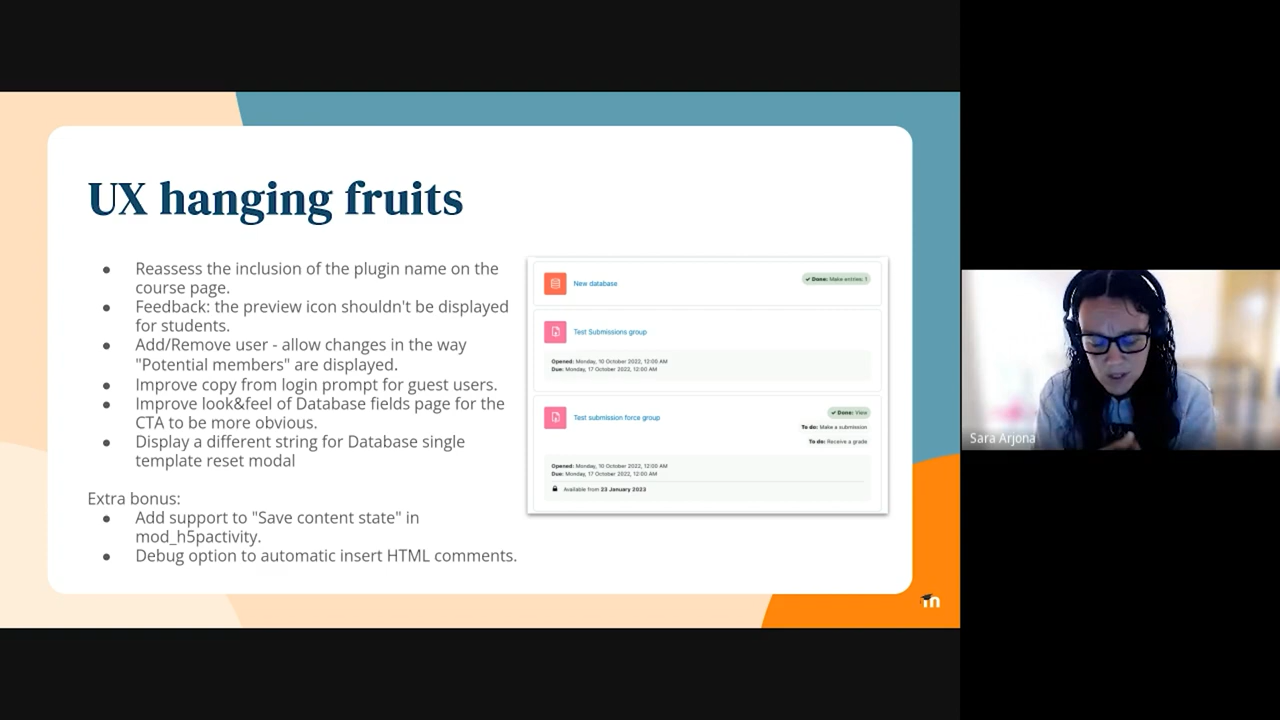 UX hanging fruits
● Reassess the inclusion of the plugin name on the
course page.
● Feedback: the preview icon shouldn't be displayed
for students.
● Add/Remove user - allow changes in the way
"Potential members" are displayed.
● Improve copy from login prompt for guest users.
● Improve look&feel of Database fields page for the
CTA to be more obvious.
● Display a different string for Database single
template reset modal
Extra bonus:
● Add support to "Save content state" in
mod_h5pactivity.
● Debug option to automatic insert HTML comments.
New database
✓ Done: Make entries: 1
Test Submissions group
Opened: Monday, 10 October 2022, 12:00 AM
Due: Monday, 17 October 2022, 12:00 AM
Test submission force group
✓ Done: View
To do: Make a submission
To do: Receive a grade
Opened: Monday, 10 October 2022, 12:00 AM
Due: Monday, 17 October 2022, 12:00 AM
Available from 23 January 2023
m
Sara Arjona